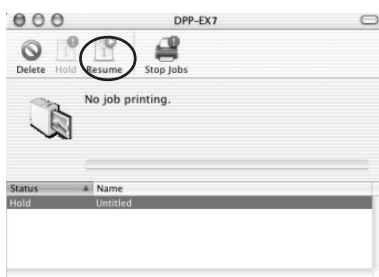 DPP-EX7
Delete Hold Resume Stop Jobs
No job printing.
Status Name
Hold Untitled